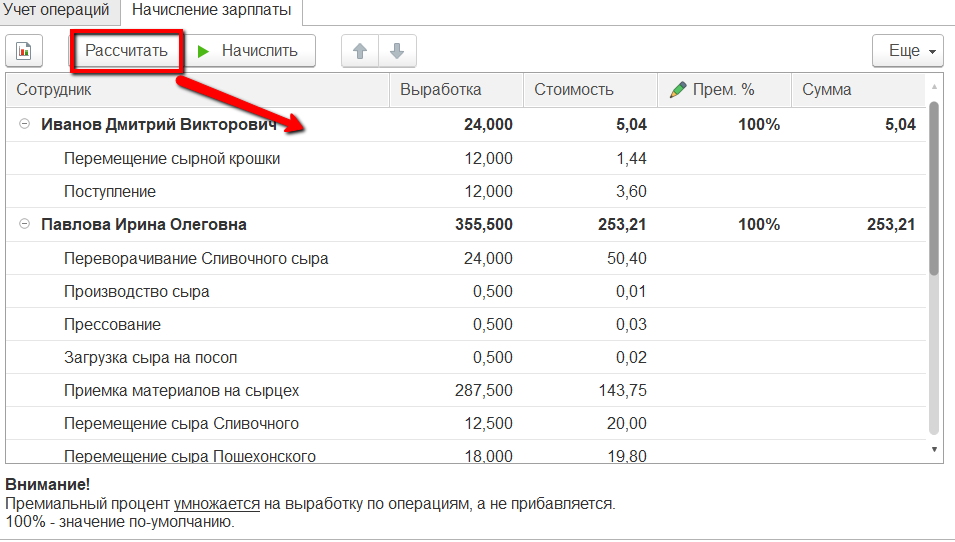 Учет операций Начисление зарплаты
Рассчитать Начислить Еще
Сотрудник Выработка Стоимость Прем. % Сумма
Иванов Дмитрий Викторович 24,000 5,04 100% 5,04
Перемещение сырной крошки 12,000 1,44
Поступление 12,000 3,60
Павлова Ирина Олеговна 355,500 253,21 100% 253,21
Переворачивание Сливочного сыра 24,000 50,40
Производство сыра 0,500 0,01
Прессование 0,500 0,03
Загрузка сыра на посол 0,500 0,02
Приемка материалов на сырцех 287,500 143,75
Перемещение сыра Сливочного 12,500 20,00
Перемещение сыра Пошехонского 18,000 19,80
Внимание!
Премиальный процент умножается на выработку по операциям, а не прибавляется.
100% - значение по-умолчанию.